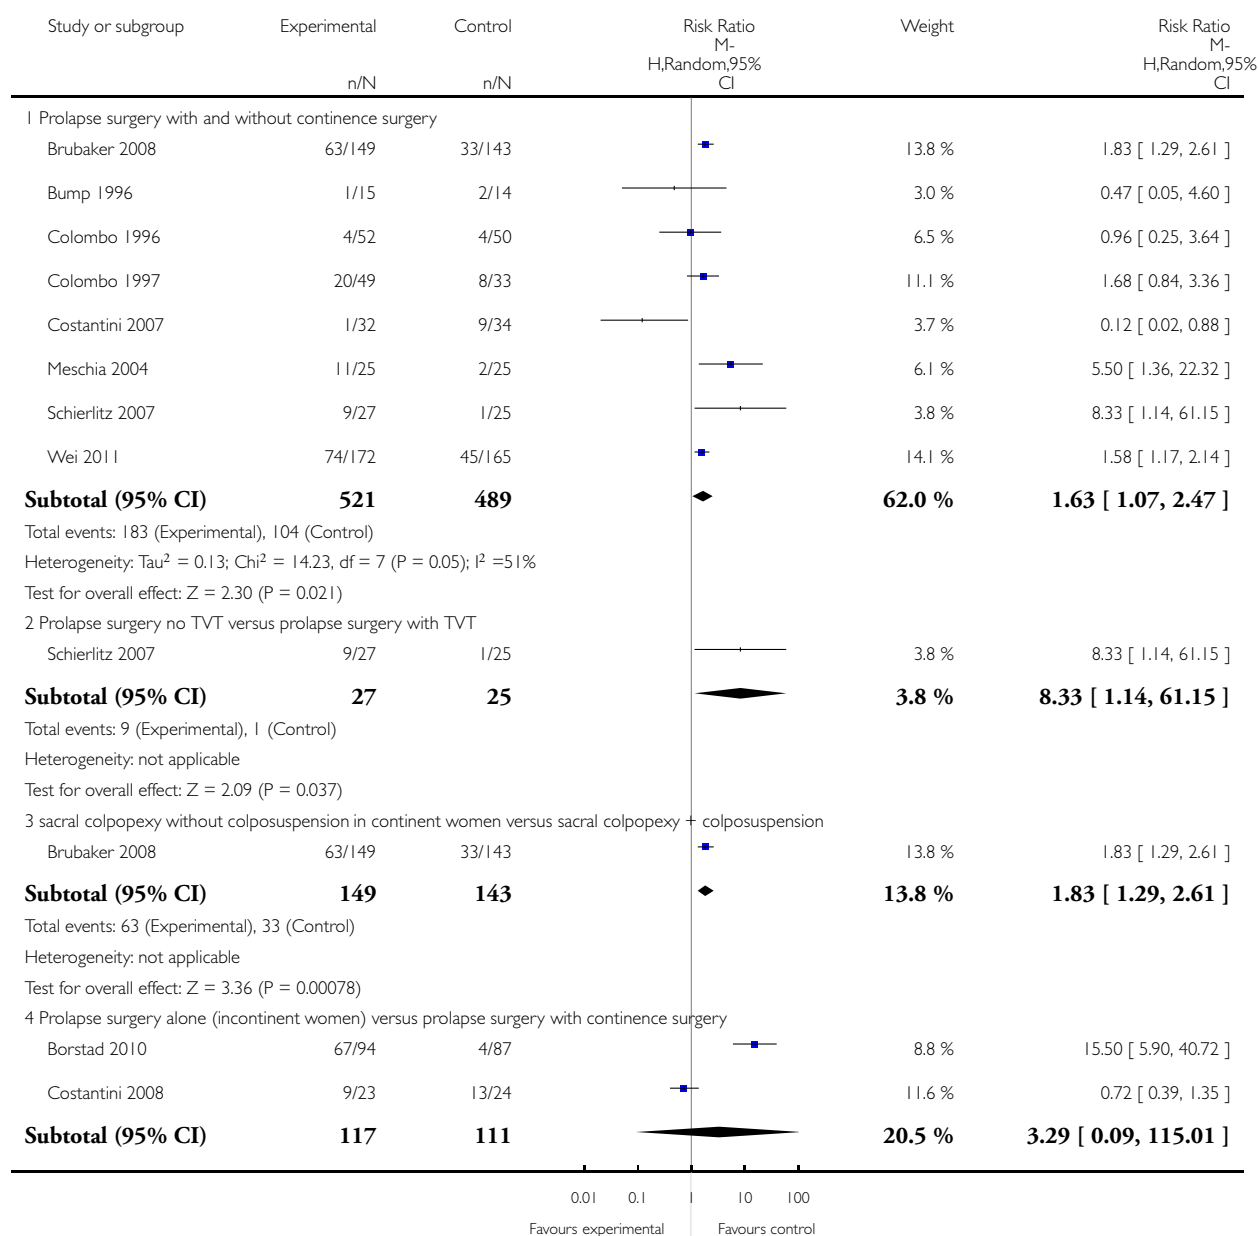 Study or subgroup Experimental Control Risk Ratio Weight Risk Ratio
M- M-
H,Random,95% H,Random,95%
n/N n/N CI CI
1 Prolapse surgery with and without continence surgery
Brubaker 2008 63/149 33/143 13.8 % 1.83 [ 1.29, 2.61 ]
Bump 1996 1/15 2/14 3.0 % 0.47 [ 0.05, 4.60 ]
Colombo 1996 4/52 4/50 6.5 % 0.96 [ 0.25, 3.64 ]
Colombo 1997 20/49 8/33 11.1 % 1.68 [ 0.84, 3.36 ]
Costantini 2007 1/32 9/34 3.7 % 0.12 [ 0.02, 0.88 ]
Meschia 2004 11/25 2/25 6.1 % 5.50 [ 1.36, 22.32 ]
Schierlitz 2007 9/27 1/25 3.8 % 8.33 [ 1.14, 61.15 ]
Wei 2011 74/172 45/165 14.1 % 1.58 [ 1.17, 2.14 ]
Subtotal (95% CI) 521 489 62.0 % 1.63 [ 1.07, 2.47 ]
Total events: 183 (Experimental), 104 (Control)
Heterogeneity: Tau² = 0.13; Chi² = 14.23, df = 7 (P = 0.05); I² =51%
Test for overall effect: Z = 2.30 (P = 0.021)
2 Prolapse surgery no TVT versus prolapse surgery with TVT
Schierlitz 2007 9/27 1/25 3.8 % 8.33 [ 1.14, 61.15 ]
Subtotal (95% CI) 27 25 3.8 % 8.33 [ 1.14, 61.15 ]
Total events: 9 (Experimental), 1 (Control)
Heterogeneity: not applicable
Test for overall effect: Z = 2.09 (P = 0.037)
3 sacral colpopexy without colposuspension in continent women versus sacral colpopexy + colposuspension
Brubaker 2008 63/149 33/143 13.8 % 1.83 [ 1.29, 2.61 ]
Subtotal (95% CI) 149 143 13.8 % 1.83 [ 1.29, 2.61 ]
Total events: 63 (Experimental), 33 (Control)
Heterogeneity: not applicable
Test for overall effect: Z = 3.36 (P = 0.00078)
4 Prolapse surgery alone (incontinent women) versus prolapse surgery with continence surgery
Borstad 2010 67/94 4/87 8.8 % 15.50 [ 5.90, 40.72 ]
Costantini 2008 9/23 13/24 11.6 % 0.72 [ 0.39, 1.35 ]
Subtotal (95% CI) 117 111 20.5 % 3.29 [ 0.09, 115.01 ]
0.01 0.1 1 10 100
Favours experimental Favours control